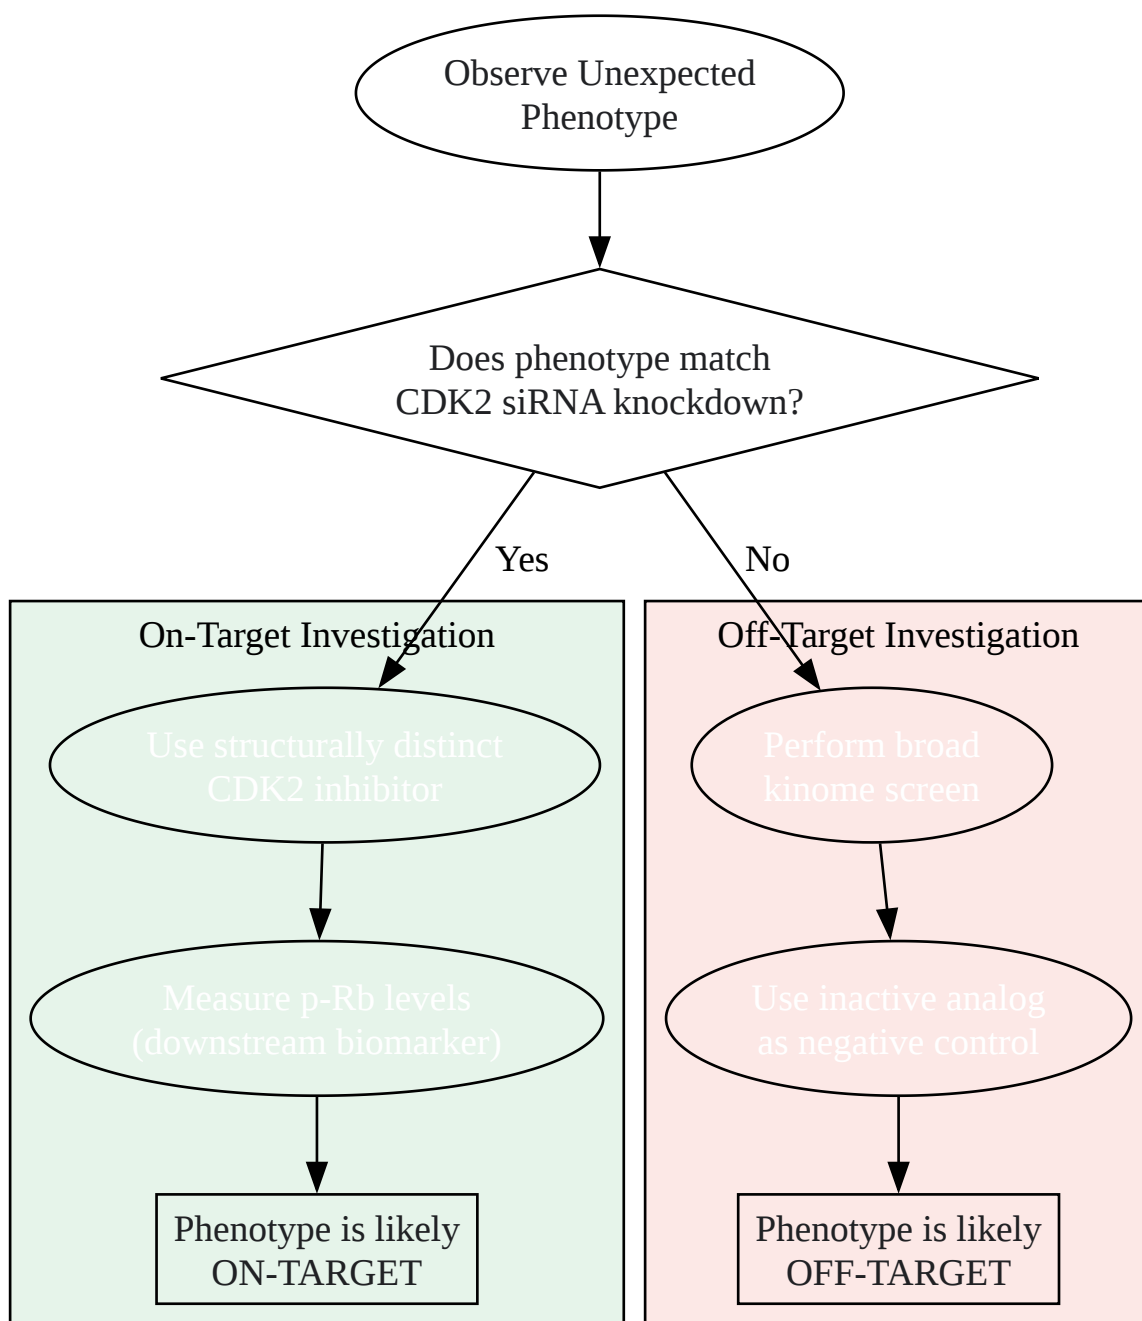 Observe Unexpected
Phenotype
Does phenotype match
CDK2 siRNA knockdown?
Yes
No
On-Target Investigation
Use structurally distinct
CDK2 inhibitor
Measure p-Rb levels
(downstream biomarker)
Phenotype is likely
ON-TARGET
Off-Target Investigation
Perform broad
kinome screen
Use inactive analog
as negative control
Phenotype is likely
OFF-TARGET